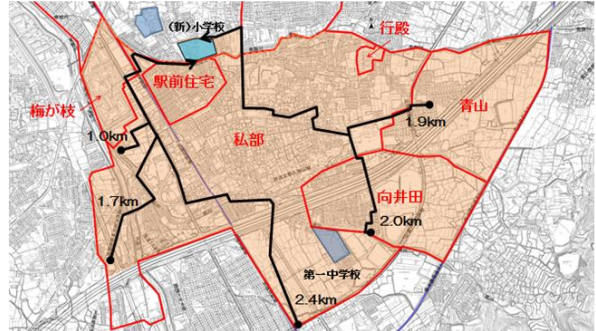 （新）小学校
行殿
駅前住宅
青山
梅が枝
1.9km
私部
1.0km
向井田
1.7km
2.0km
第一中学校
2.4km